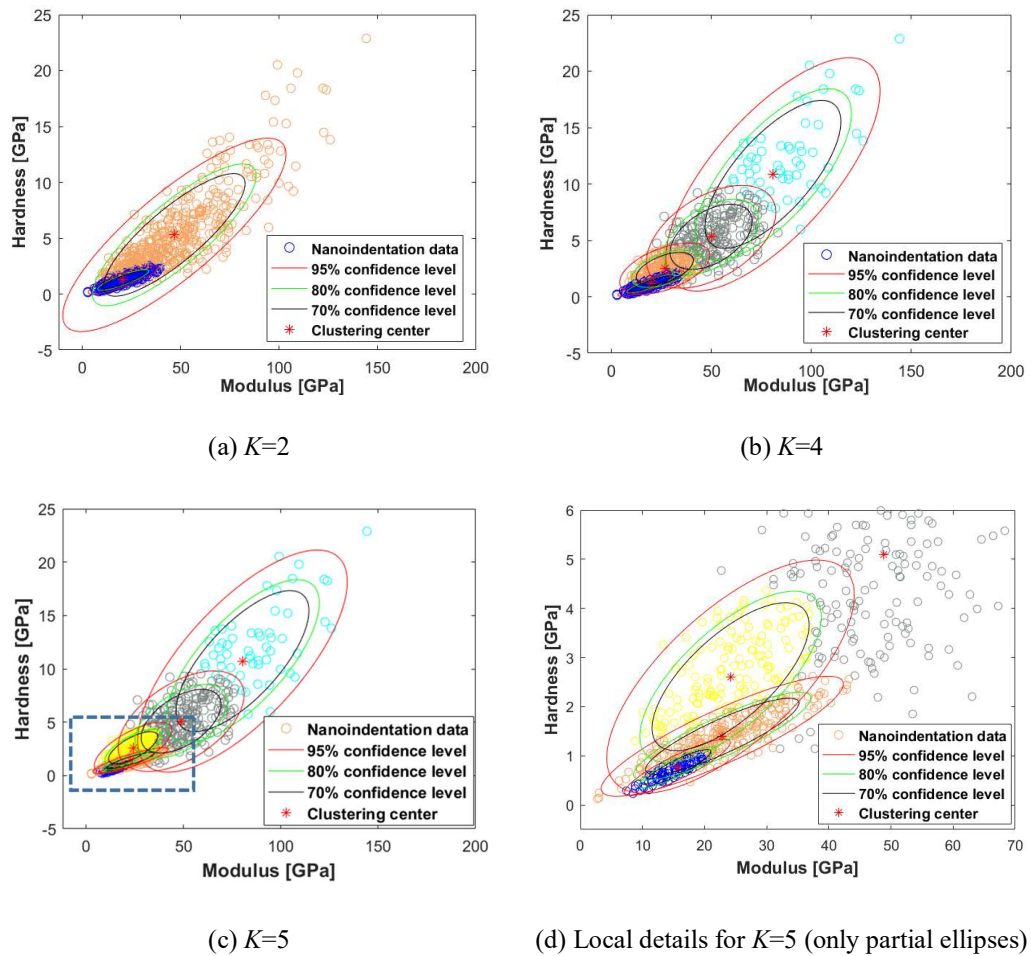 25
20
15
10
5
0
-5
Hardness [GPa]
Nanoindentation data
95% confidence level
80% confidence level
70% confidence level
Clustering center
0 50 100 150 200
Modulus [GPa]
(a) K=2
25
20
15
10
5
0
-5
Hardness [GPa]
Nanoindentation data
95% confidence level
80% confidence level
70% confidence level
Clustering center
0 50 100 150 200
Modulus [GPa]
(b) K=4
25
20
15
10
5
0
-5
Hardness [GPa]
Nanoindentation data
95% confidence level
80% confidence level
70% confidence level
Clustering center
0 50 100 150 200
Modulus [GPa]
(c) K=5
6
5
4
3
2
1
0
Hardness [GPa]
Nanoindentation data
95% confidence level
80% confidence level
70% confidence level
Clustering center
0 10 20 30 40 50 60 70
Modulus [GPa]
(d) Local details for K=5 (only partial ellipses)